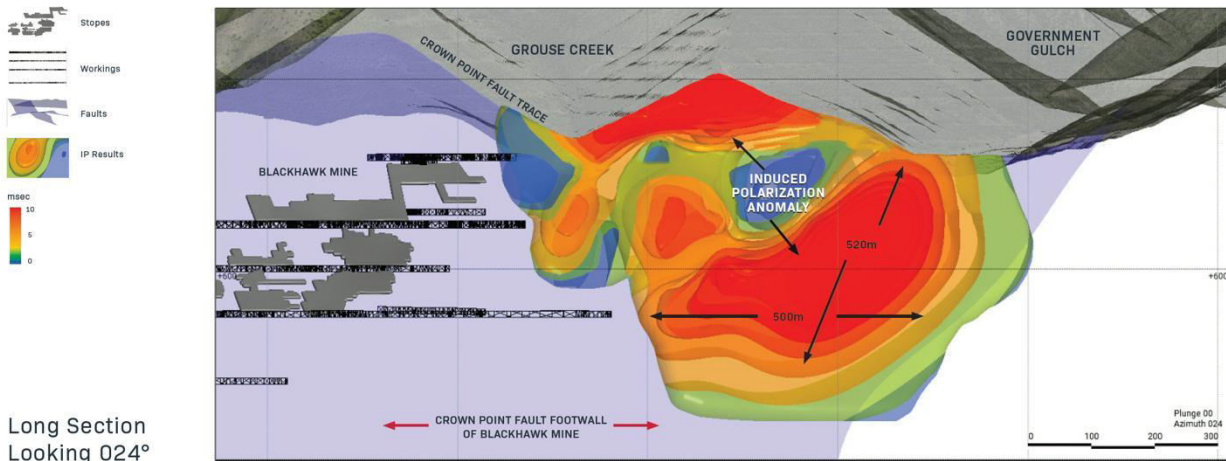 Stopes
Workings
Faults
IP Results
msec
10
5
0
Long Section
Looking 024°
GROUSE CREEK
GOVERNMENT
GULCH
CROWN POINT FAULT TRACE
BLACKHAWK MINE
INDUCED
POLARIZATION
ANOMALY
520m
500m
+600
+600
CROWN POINT FAULT FOOTWALL
OF BLACKHAWK MINE
Plunge 00
Azimuth 024
0 100 200 300